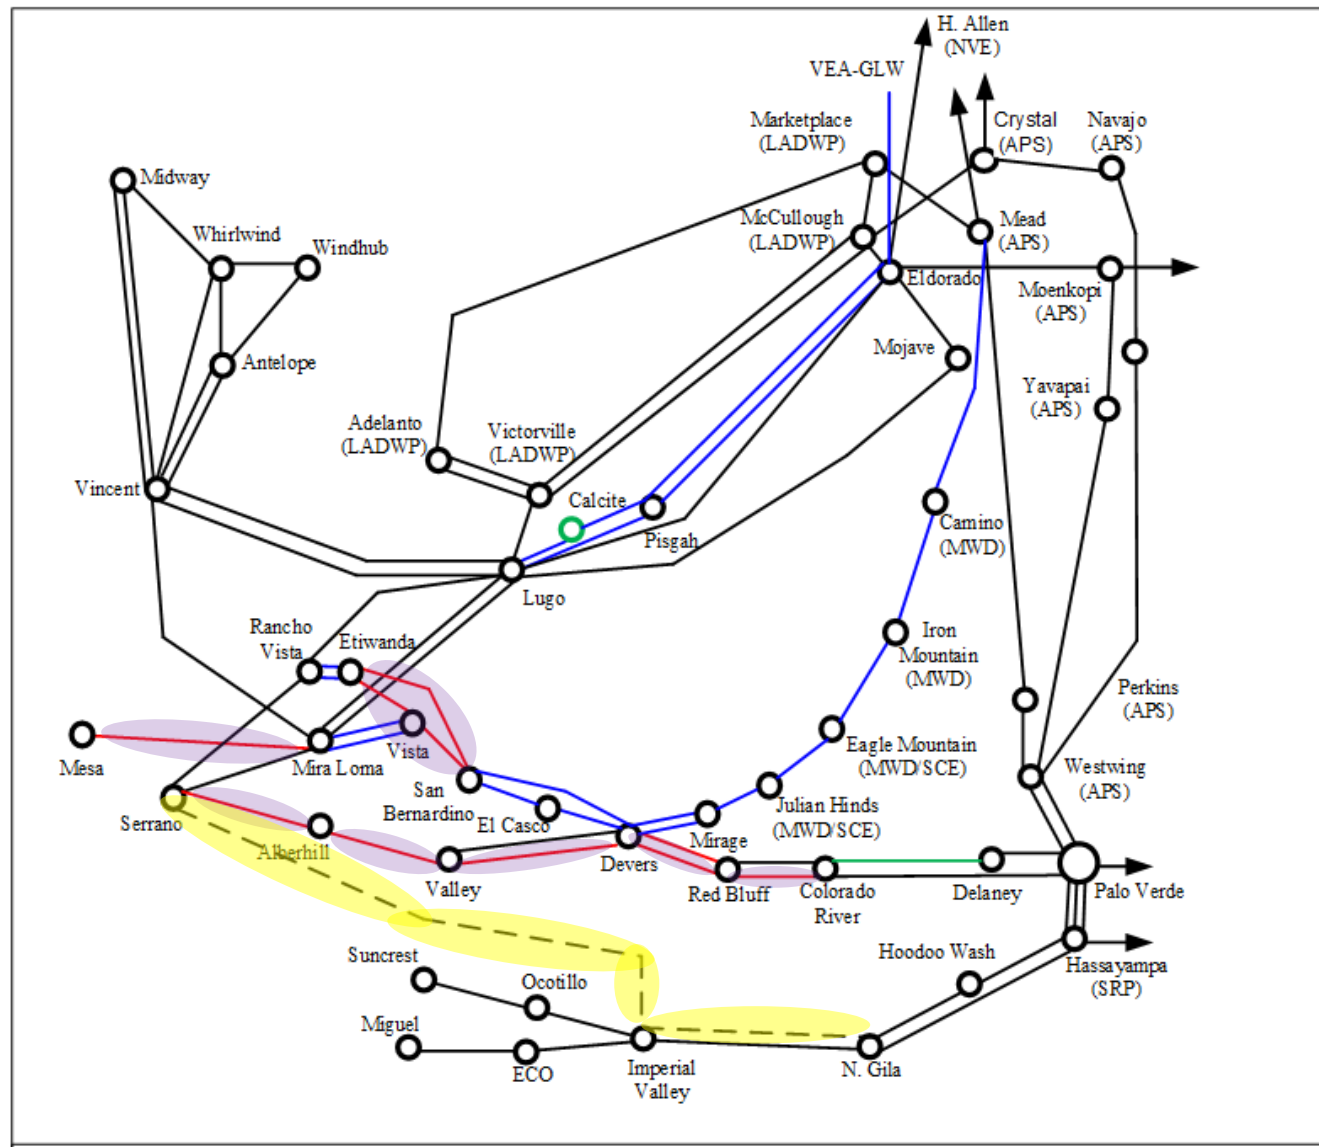 H. Allen
(NVE)
VEA-GLW
Marketplace
(LADWP)
Crystal
(APS)
Navajo
(APS)
Midway
McCullough
(LADWP)
Mead
(APS)
Whirlwind
Windhub
Eldorado
Moenkopi
(APS)
Mojave
Antelope
Yavapai
(APS)
Adelanto
(LADWP)
Victorville
(LADWP)
Vincent
Calcite
Pisgah
Camino
(MWD)
Lugo
Rancho
Vista
Etiwanda
Iron
Mountain
(MWD)
Perkins
(APS)
Mesa
Mira Loma
Vista
Eagle Mountain
(MWD/SCE)
Westwing
(APS)
San
Bernardino
Julian Hinds
(MWD/SCE)
Serrano
El Casco
Mirage
Alberhill
Devers
Valley
Red Bluff
Colorado
River
Delaney
Palo Verde
Suncrest
Hoodoo Wash
Hassayampa
(SRP)
Ocotillo
Miguel
ECO
Imperial
Valley
N. Gila